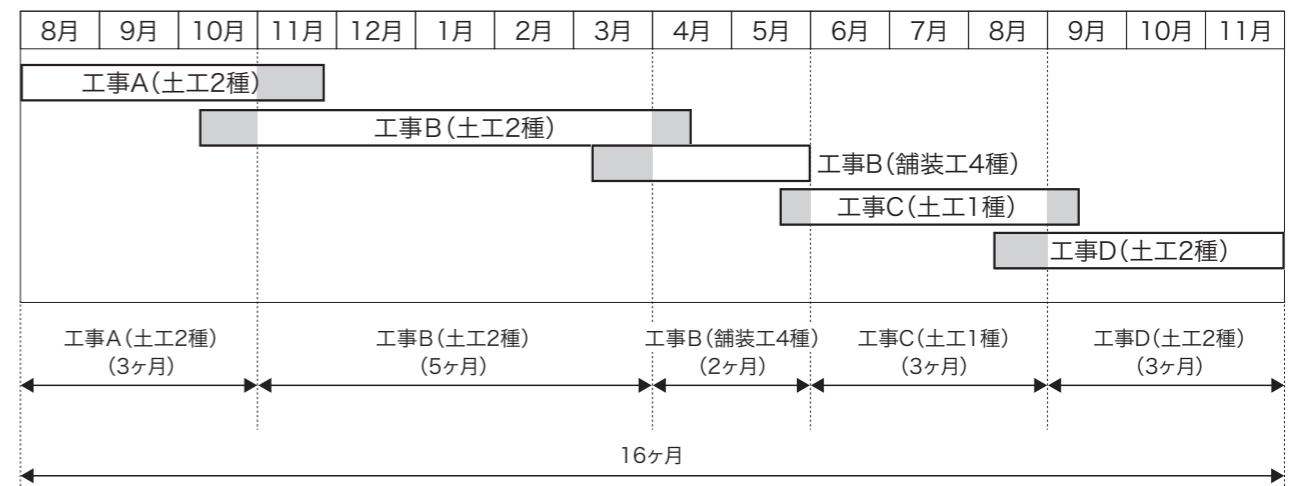 8月 9月 10月 11月 12月 1月 2月 3月 4月 5月 6月 7月 8月 9月 10月 11月
工事A(土工2種)
工事B(土工2種)
工事B(舗装工4種)
工事C(土工1種)
工事D(土工2種)
工事A(土工2種) 工事B(土工2種) 工事B(舗装工4種) 工事C(土工1種) 工事D(土工2種)
(3ヶ月) (5ヶ月) (2ヶ月) (3ヶ月) (3ヶ月)
16ヶ月